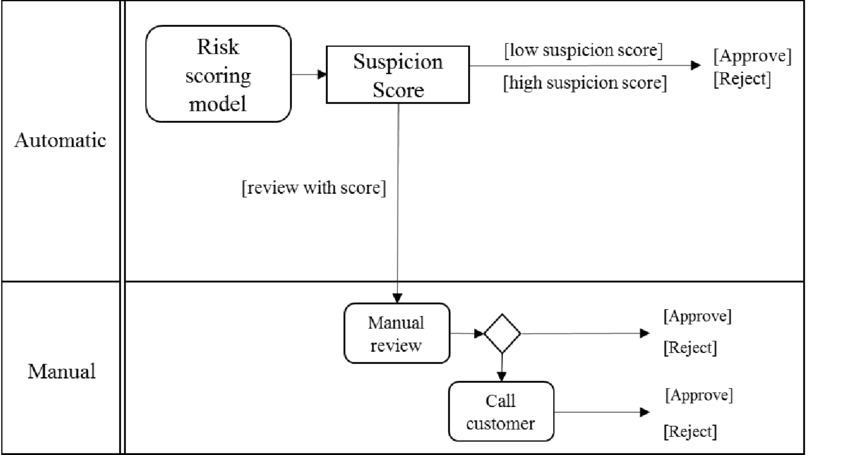 Automatic
Risk
scoring
model
Suspicion
Score
[low suspicion score]
[high suspicion score]
[Approve]
[Reject]
[review with score]
Manual
Manual
review
[Approve]
[Reject]
Call
customer
[Approve]
[Reject]